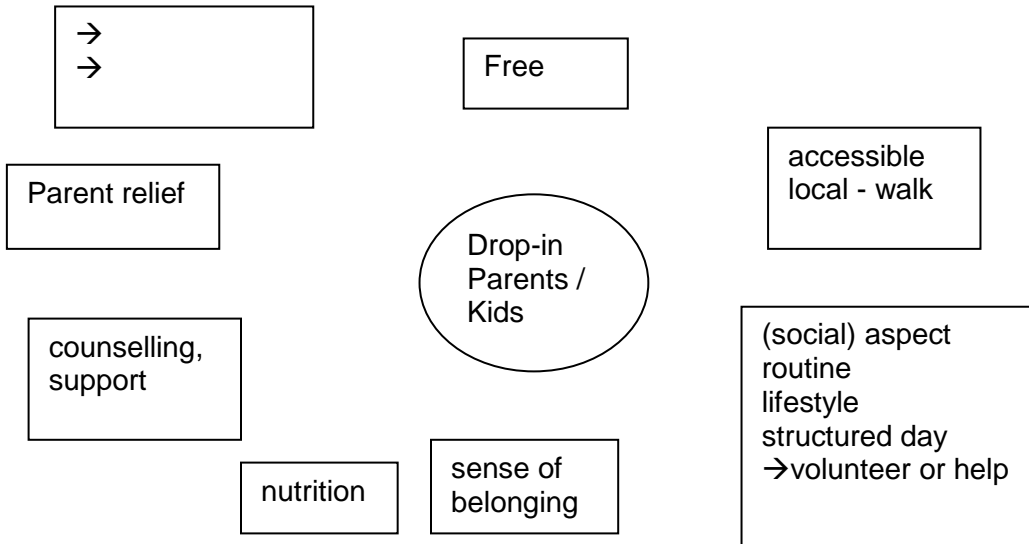 →
→
Free
accessible
local - walk
Parent relief
Drop-in
Parents /
Kids
counselling,
support
(social) aspect
routine
lifestyle
structured day
→volunteer or help
nutrition
sense of
belonging